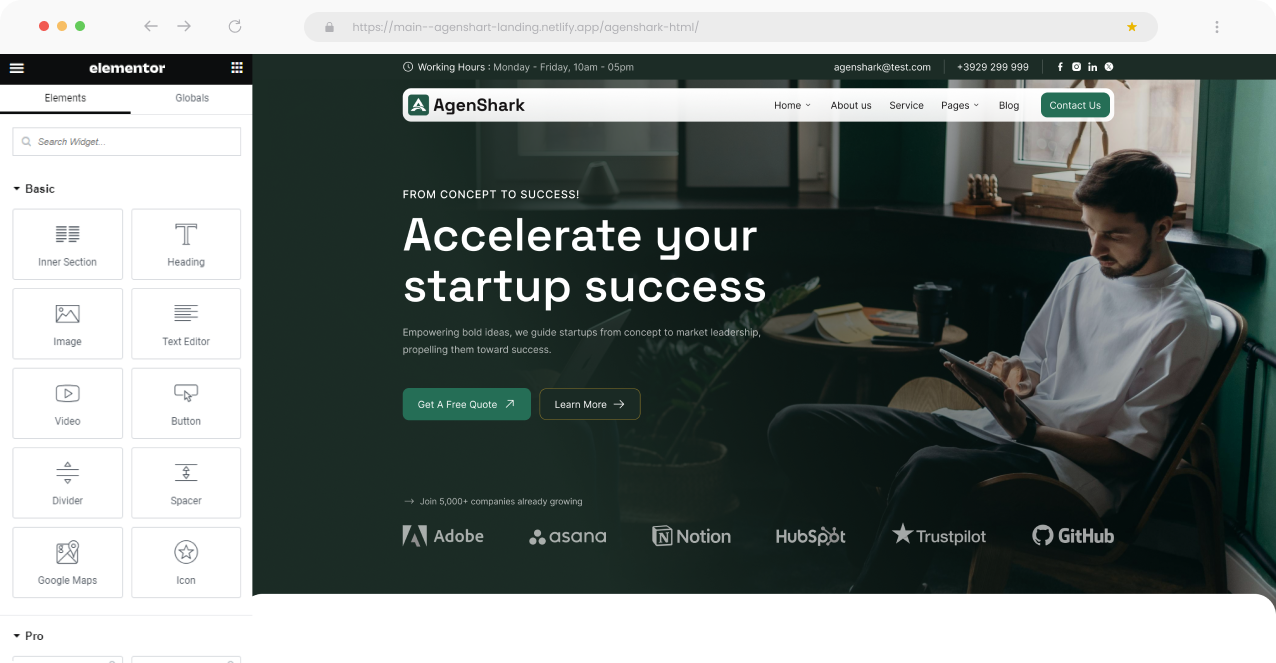 https://main--agenshart-landing.netlify.app/agenshark-html/
elementor
Elements
Globals
Search Widget...
Basic
Inner Section
Heading
Image
Text Editor
Video
Button
Divider
Spacer
Google Maps
Icon
Pro
Working Hours : Monday - Friday, 10am - 05pm
agenshark@test.com
+3929 299 999
AgenShark
Home
About us
Service
Pages
Blog
Contact Us
FROM CONCEPT TO SUCCESS!
Accelerate your
startup success
Empowering bold ideas, we guide startups from concept to market leadership,
propelling them toward success.
Get A Free Quote
Learn More
Join 5,000+ companies already growing
Adobe
asana
Notion
HubSpot
Trustpilot
GitHub